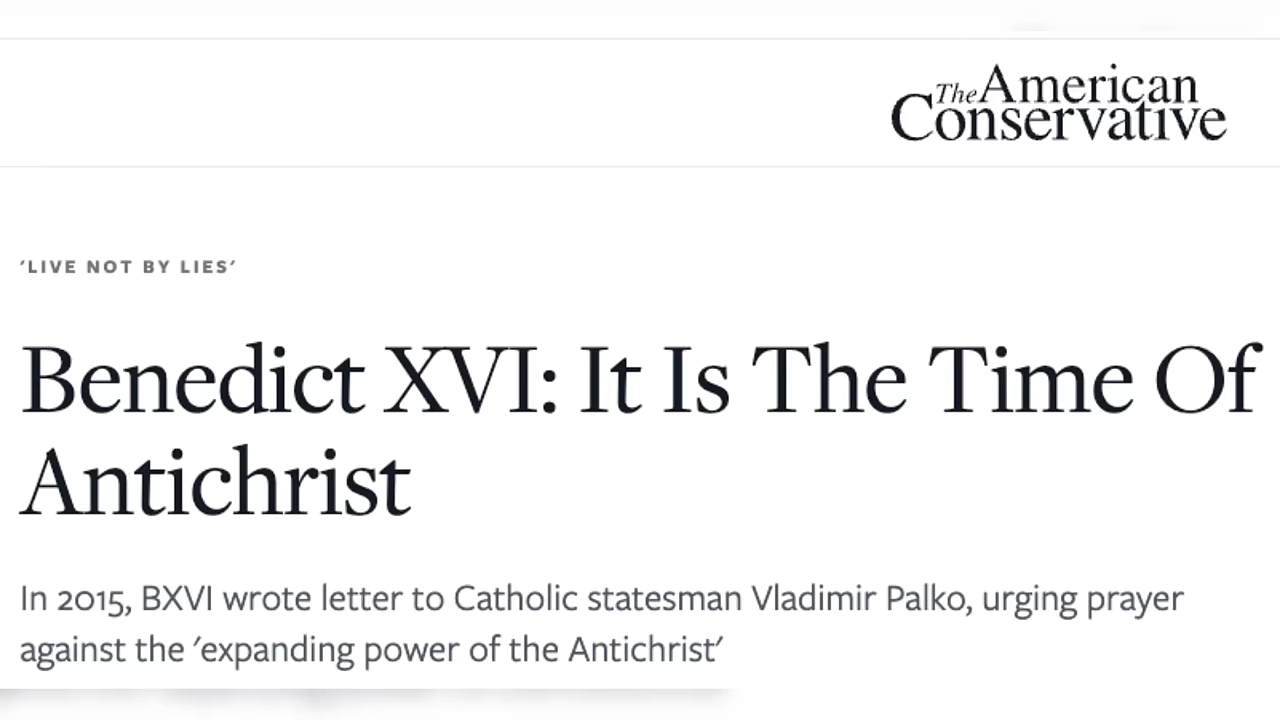 The American
Conservative
'LIVE NOT BY LIES'
Benedict XVI: It Is The Time Of
Antichrist
In 2015, BXVI wrote letter to Catholic statesman Vladimir Palko, urging prayer
against the 'expanding power of the Antichrist'